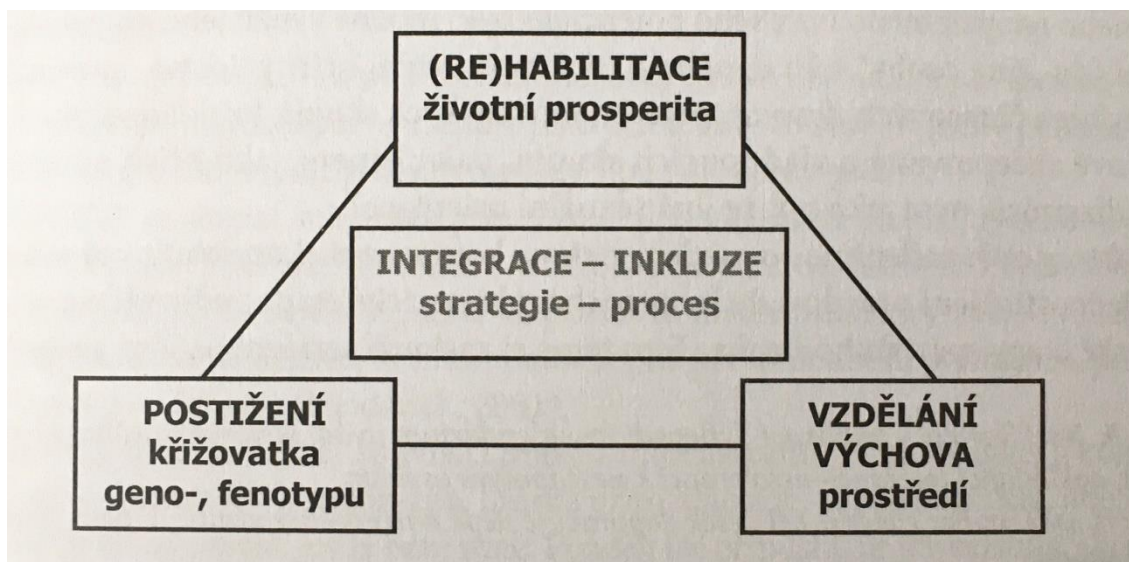 (RE)HABILITACE
životní prosperita
INTEGRACE – INKLUZE
strategie – proces
POSTIŽENÍ
křižovatka
geno-, fenotypu
VZDĚLÁNÍ
VÝCHOVA
prostředí